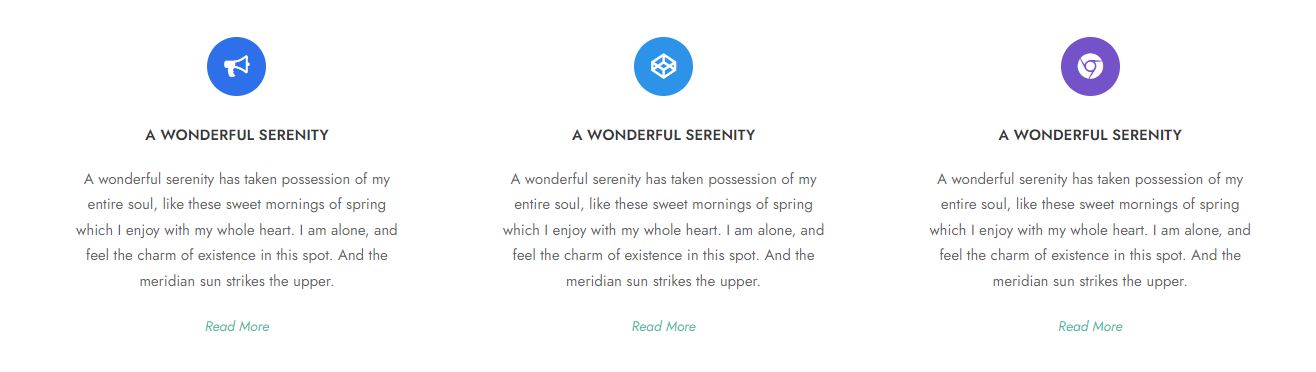 A WONDERFUL SERENITY
A wonderful serenity has taken possession of my
entire soul, like these sweet mornings of spring
which I enjoy with my whole heart. I am alone, and
feel the charm of existence in this spot. And the
meridian sun strikes the upper.
Read More
A WONDERFUL SERENITY
A wonderful serenity has taken possession of my
entire soul, like these sweet mornings of spring
which I enjoy with my whole heart. I am alone, and
feel the charm of existence in this spot. And the
meridian sun strikes the upper.
Read More
A WONDERFUL SERENITY
A wonderful serenity has taken possession of my
entire soul, like these sweet mornings of spring
which I enjoy with my whole heart. I am alone, and
feel the charm of existence in this spot. And the
meridian sun strikes the upper.
Read More